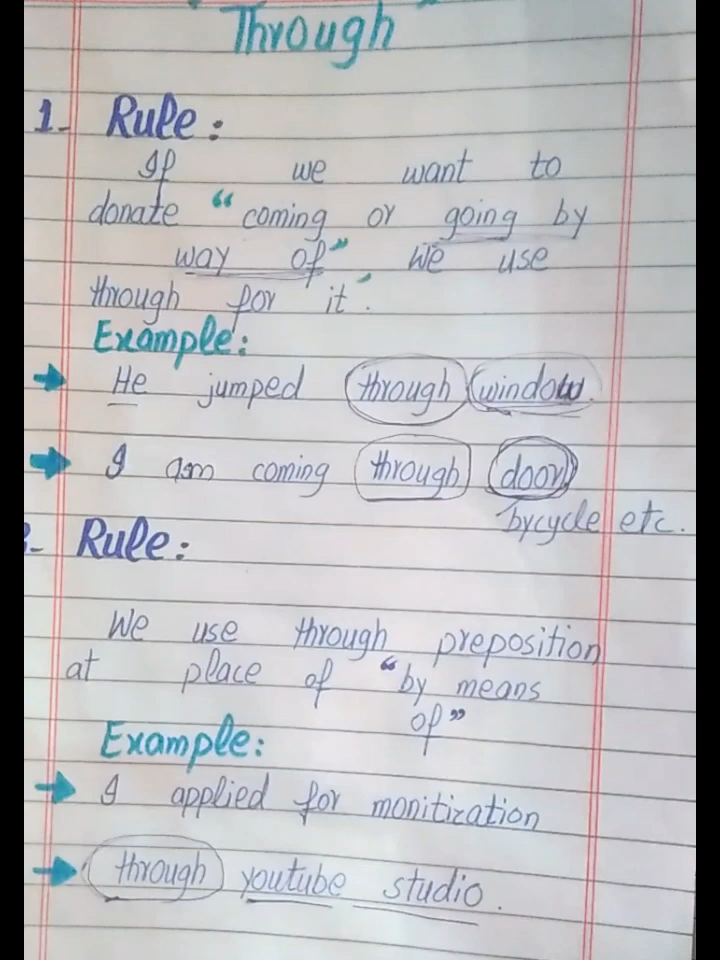 Through
1- Rule:
If we want to
donate "coming or going by
way of" we use
through for it".
Example:
He jumped through window.
I am coming through door
bycycle etc.
Rule:
We use through preposition
at place of "by means
of"
Example:
I applied for monitization
through youtube studio.